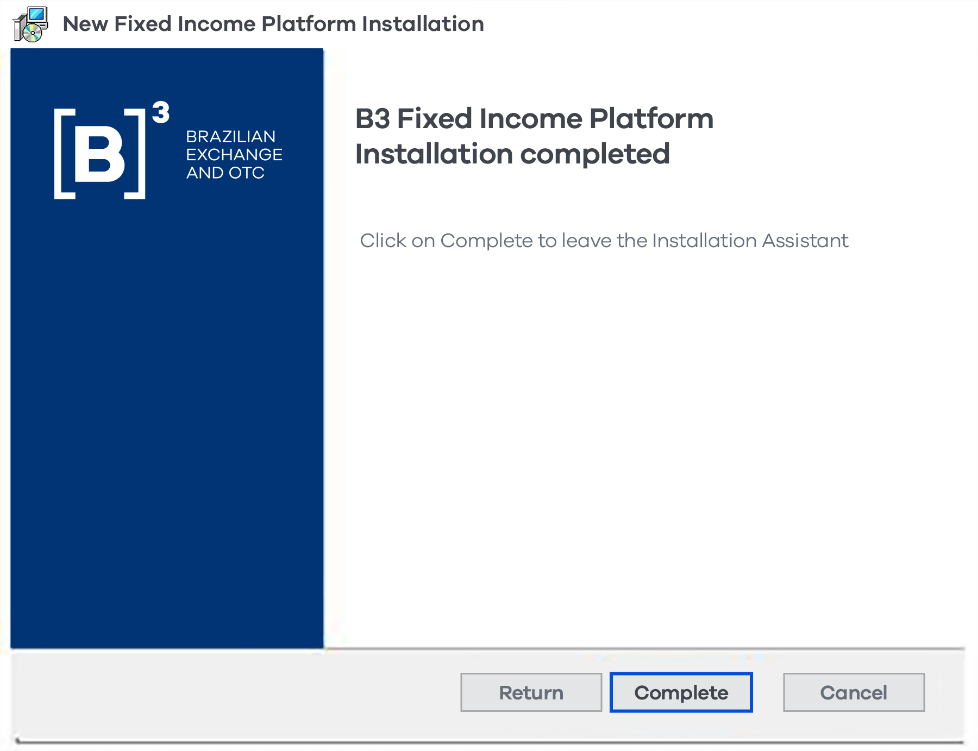 New Fixed Income Platform Installation
[B]³
BRAZILIAN
EXCHANGE
AND OTC
B3 Fixed Income Platform
Installation completed
Click on Complete to leave the Installation Assistant
Return
Complete
Cancel